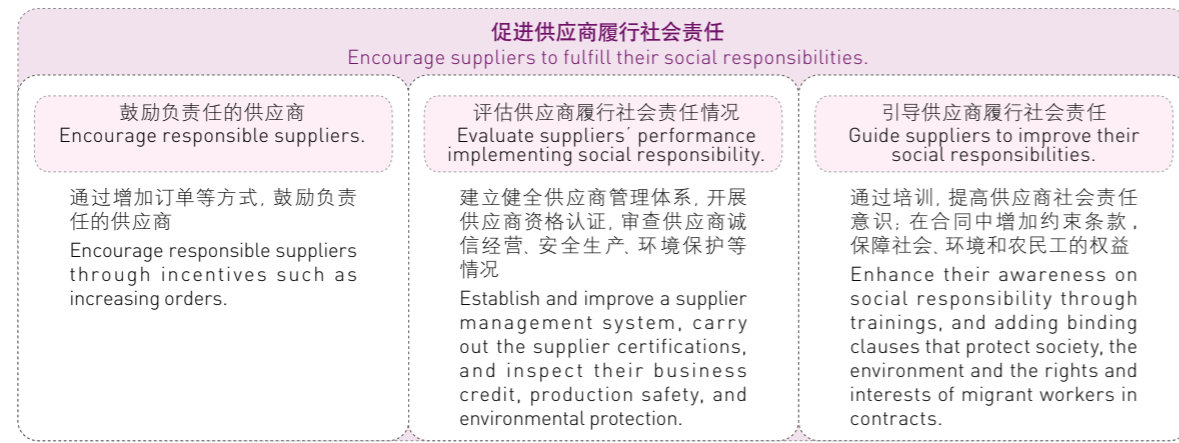 促进供应商履行社会责任
Encourage suppliers to fulfill their social responsibilities.
鼓励负责任的供应商
Encourage responsible suppliers.
通过增加订单等方式, 鼓励负责
任的供应商
Encourage responsible suppliers
through incentives such as
increasing orders.
评估供应商履行社会责任情况
Evaluate suppliers´ performance
implementing social responsibility.
建立健全供应商管理体系, 开展
供应商资格认证, 审查供应商诚
信经营、安全生产、环境保护等
情况
Establish and improve a supplier
management system, carry
out the supplier certifications,
and inspect their business
credit, production safety, and
environmental protection.
引导供应商履行社会责任
Guide suppliers to improve their
social responsibilities.
通过培训, 提高供应商社会责任
意识; 在合同中增加约束条款,
保障社会、环境和农民工的权益
Enhance their awareness on
social responsibility through
trainings, and adding binding
clauses that protect society, the
environment and the rights and
interests of migrant workers in
contracts.